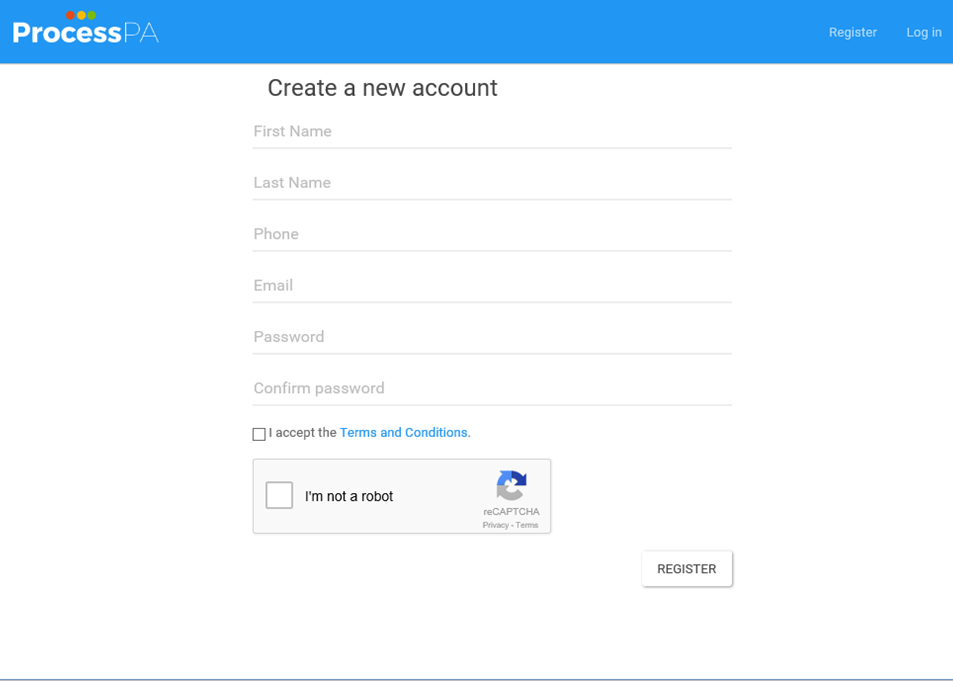 ProcessPA
Register
Log in
Create a new account
First Name
Last Name
Phone
Email
Password
Confirm password
I accept the Terms and Conditions.
I'm not a robot
reCAPTCHA
Privacy - Terms
REGISTER